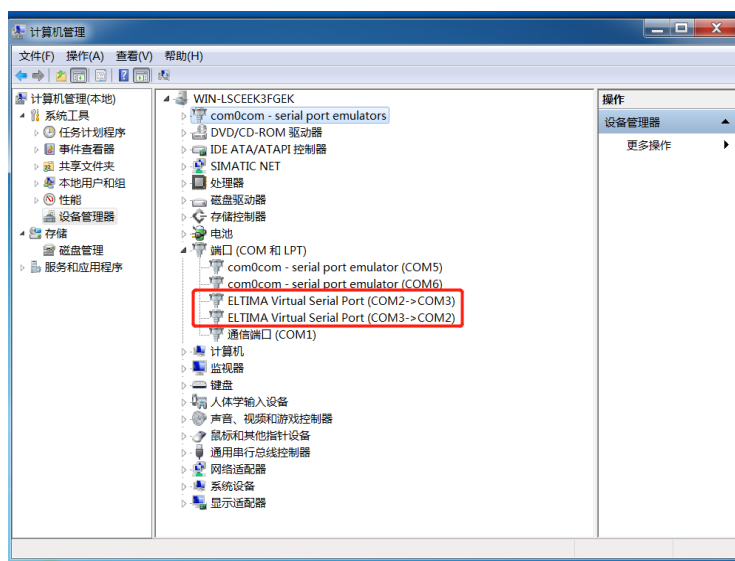 计算机管理
文件(F) 操作(A) 查看(V) 帮助(H)
计算机管理(本地)
系统工具
任务计划程序
事件查看器
共享文件夹
本地用户和组
性能
设备管理器
存储
磁盘管理
服务和应用程序
WIN-LSCEEK3FGEK
com0com - serial port emulators
DVD/CD-ROM 驱动器
IDE ATA/ATAPI 控制器
SIMATIC NET
处理器
磁盘驱动器
存储控制器
电池
端口 (COM 和 LPT)
com0com - serial port emulator (COM5)
com0com - serial port emulator (COM6)
ELTIMA Virtual Serial Port (COM2->COM3)
ELTIMA Virtual Serial Port (COM3->COM2)
通信端口 (COM1)
计算机
监视器
键盘
人体学输入设备
声音、视频和游戏控制器
鼠标和其他指针设备
通用串行总线控制器
网络适配器
系统设备
显示适配器
操作
设备管理器
更多操作